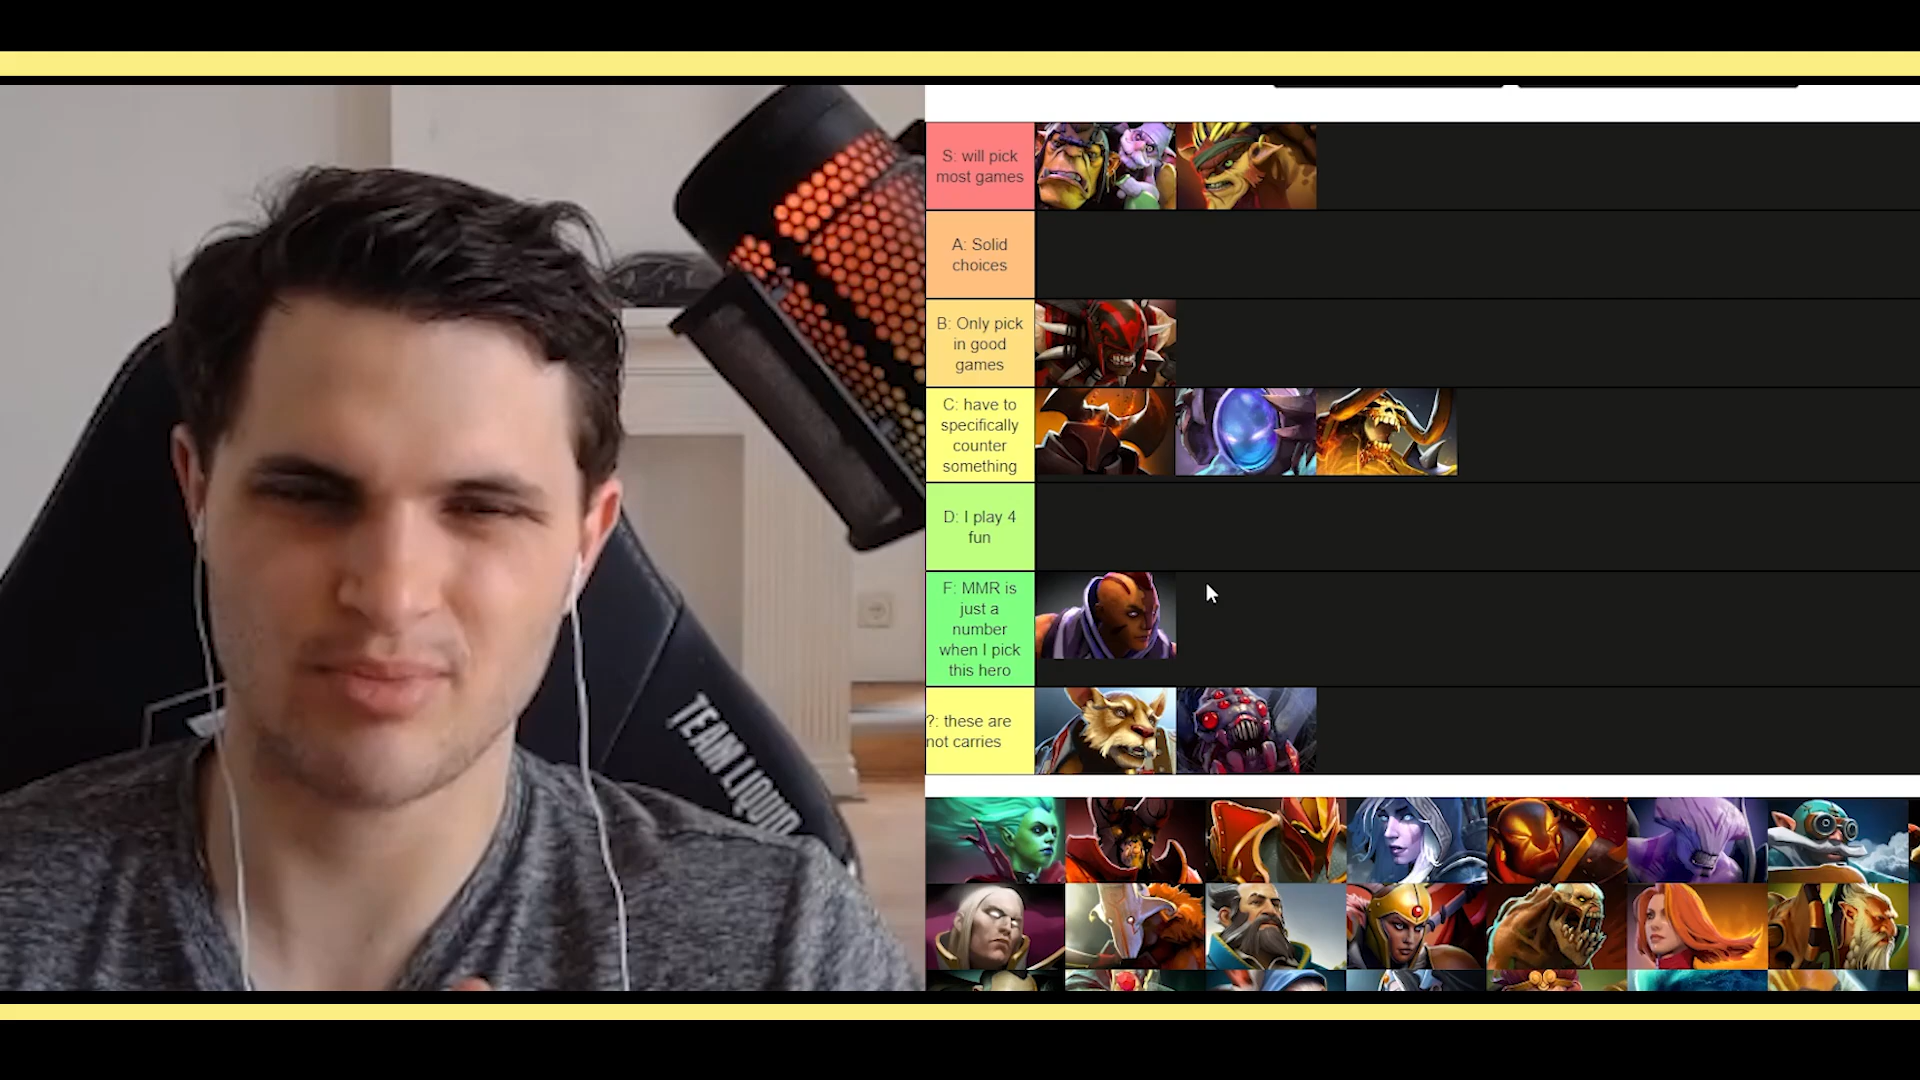 S: will pick
most games
A: Solid
choices
B: Only pick
in good
games
C: have to
specifically
counter
something
D: I play 4
fun
F: MMR is
just a
number
when I pick
this hero
?: these are
not carries
TEAM LIQUID